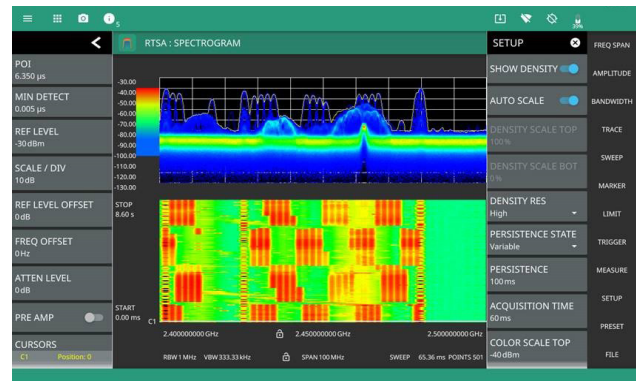 5
20%
RTSA : SPECTROGRAM
SETUP
FREQ SPAN
POI
6.350 µs
MIN DETECT
0.005 µs
REF LEVEL
-30 dBm
SCALE / DIV
10 dB
REF LEVEL OFFSET
0 dB
FREQ OFFSET
0 Hz
ATTEN LEVEL
0 dB
PRE AMP
CURSORS
C1 Position: 0
-30.00
-40.00
-50.00
-60.00
-70.00
-80.00
-90.00
-100.00
-110.00
-120.00
-130.00
STOP
8.60 s
START
0.00 ms
C1
2.400000000 GHz 2.450000000 GHz 2.500000000 GHz
RBW 1 MHz VBW 333.33 kHz SPAN 100 MHz SWEEP 65.36 ms POINTS 501
SHOW DENSITY
AUTO SCALE
DENSITY SCALE TOP
100 %
DENSITY SCALE BOT
0 %
DENSITY RES
High
PERSISTENCE STATE
Variable
PERSISTENCE
100 ms
ACQUISITION TIME
60 ms
COLOR SCALE TOP
-40 dBm
AMPLITUDE
BANDWIDTH
TRACE
SWEEP
MARKER
LIMIT
TRIGGER
MEASURE
SETUP
PRESET
FILE